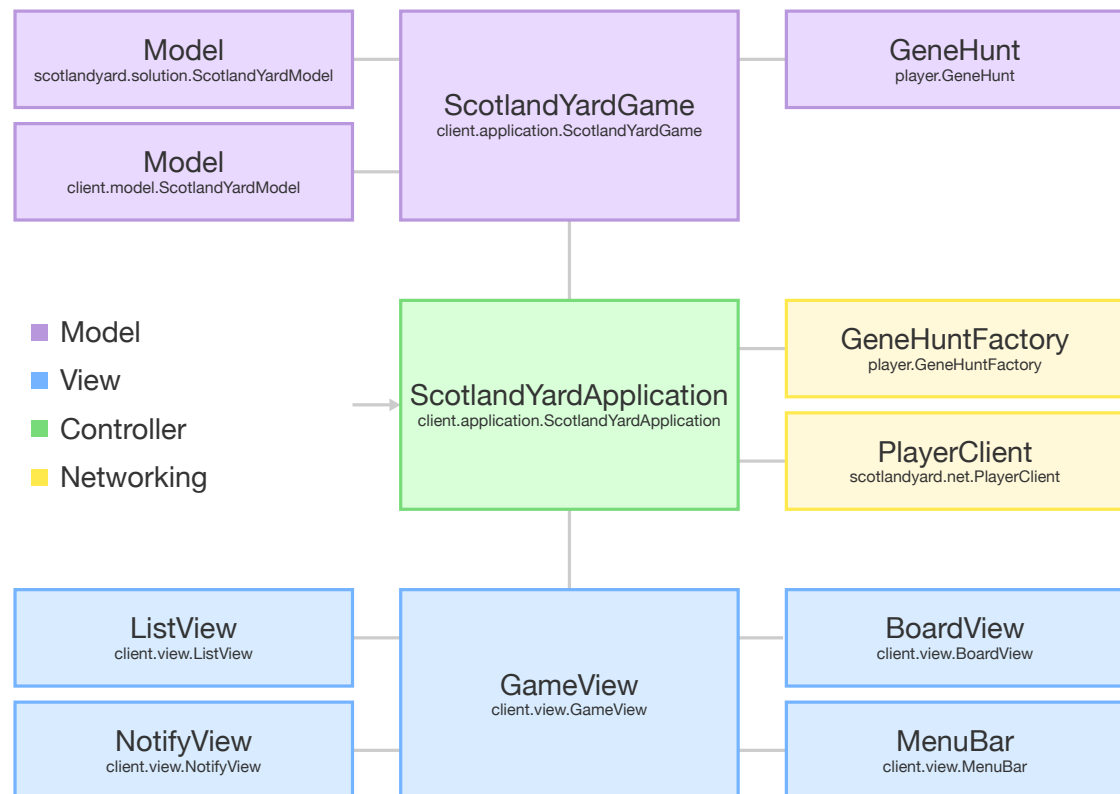 Model
scotlandyard.solution.ScotlandYardModel
Model
client.model.ScotlandYardModel
ScotlandYardGame
client.application.ScotlandYardGame
GeneHunt
player.GeneHunt
Model
View
Controller
Networking
ScotlandYardApplication
client.application.ScotlandYardApplication
GeneHuntFactory
player.GeneHuntFactory
PlayerClient
scotlandyard.net.PlayerClient
ListView
client.view.ListView
NotifyView
client.view.NotifyView
GameView
client.view.GameView
BoardView
client.view.BoardView
MenuBar
client.view.MenuBar